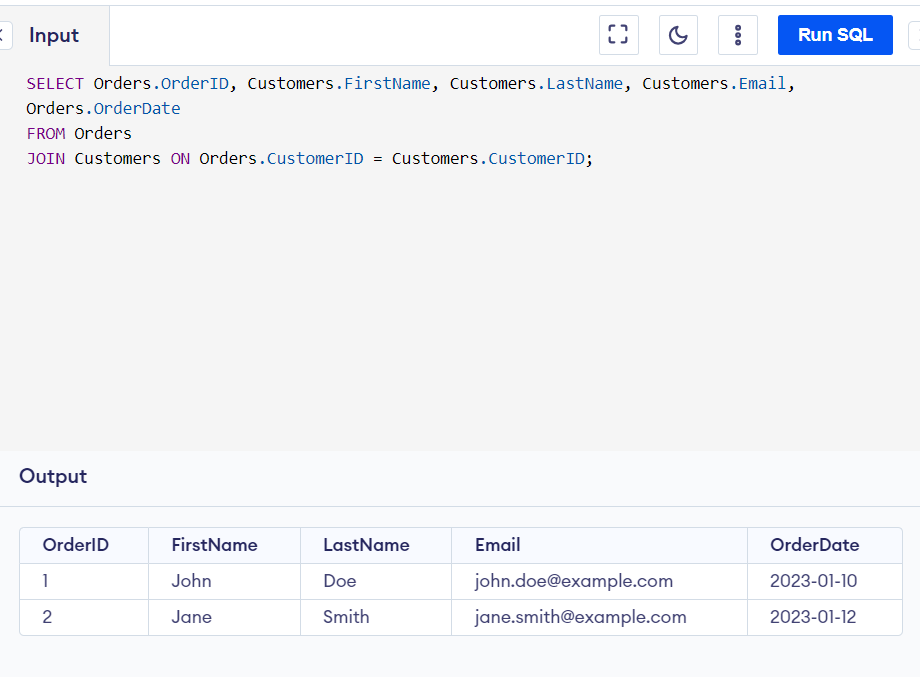 Input
Run SQL
SELECT Orders.OrderID, Customers.FirstName, Customers.LastName, Customers.Email,
Orders.OrderDate
FROM Orders
JOIN Customers ON Orders.CustomerID = Customers.CustomerID;
Output
OrderID FirstName LastName Email OrderDate
1 John Doe john.doe@example.com 2023-01-10
2 Jane Smith jane.smith@example.com 2023-01-12